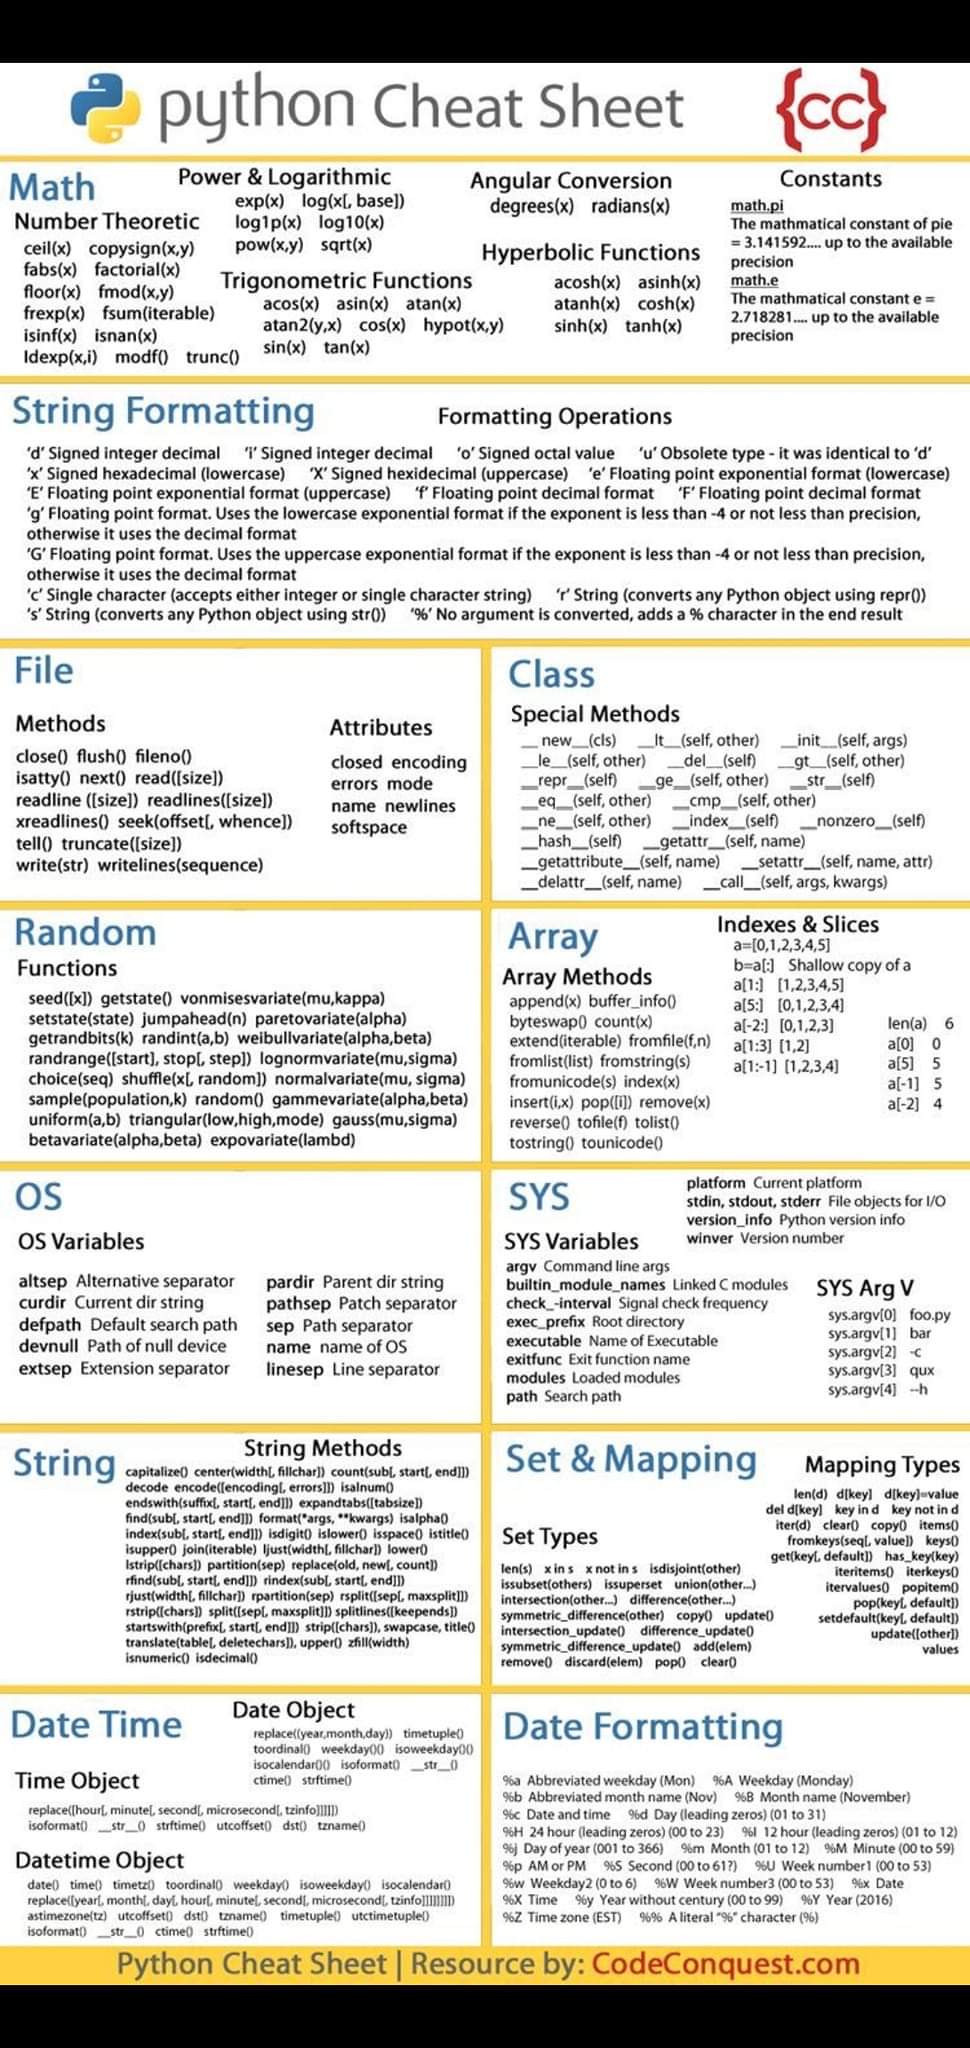 python Cheat Sheet
{cc}
Math
Number Theoretic
ceil(x) copysign(x,y)
fabs(x) factorial(x)
floor(x) fmod(x,y)
frexp(x) fsum(iterable)
isinf(x) isnan(x)
ldexp(x,i) modf() trunc()
Power & Logarithmic
exp(x) log(x[, base])
log1p(x) log10(x)
pow(x,y) sqrt(x)
Trigonometric Functions
acos(x) asin(x) atan(x)
atan2(y,x) cos(x) hypot(x,y)
sin(x) tan(x)
Angular Conversion
degrees(x) radians(x)
Hyperbolic Functions
acosh(x) asinh(x)
atanh(x) cosh(x)
sinh(x) tanh(x)
Constants
math.pi
The mathmatical constant of pie
= 3.141592.... up to the available
precision
math.e
The mathmatical constant e =
2.718281.... up to the available
precision
String Formatting
Formatting Operations
'd' Signed integer decimal 'i' Signed integer decimal 'o' Signed octal value 'u' Obsolete type - it was identical to 'd'
'x' Signed hexadecimal (lowercase) 'X' Signed hexidecimal (uppercase) 'e' Floating point exponential format (lowercase)
'E' Floating point exponential format (uppercase) 'f' Floating point decimal format 'F' Floating point decimal format
'g' Floating point format. Uses the lowercase exponential format if the exponent is less than -4 or not less than precision,
otherwise it uses the decimal format
'G' Floating point format. Uses the uppercase exponential format if the exponent is less than -4 or not less than precision,
otherwise it uses the decimal format
'c' Single character (accepts either integer or single character string) 'r' String (converts any Python object using repr())
's' String (converts any Python object using str()) '%' No argument is converted, adds a % character in the end result
File
Methods
close() flush() fileno()
isatty() next() read([size])
readline ([size]) readlines([size])
xreadlines() seek(offset[, whence])
tell() truncate([size])
write(str) writelines(sequence)
Attributes
closed encoding
errors mode
name newlines
softspace
Class
Special Methods
__ new__(cls) __lt__(self, other) __init__(self, args)
__le__(self, other) __del__(self) __gt__(self, other)
__repr__(self) __ge__(self, other) __str__(self)
__eq__(self, other) __cmp__(self, other)
__ne__(self, other) __index__(self) __nonzero__(self)
__hash__(self) __getattr__(self, name)
__getattribute__(self, name) __setattr__(self, name, attr)
__delattr__(self, name) __call__(self, args, kwargs)
Random
Functions
seed([x]) getstate() vonmisesvariate(mu,kappa)
setstate(state) jumpahead(n) paretovariate(alpha)
getrandbits(k) randint(a,b) weibullvariate(alpha,beta)
randrange([start], stop[, step]) lognormvariate(mu,sigma)
choice(seq) shuffle(x[, random]) normalvariate(mu, sigma)
sample(population,k) random() gammevariate(alpha,beta)
uniform(a,b) triangular(low,high,mode) gauss(mu,sigma)
betavariate(alpha,beta) expovariate(lambd)
Array
Array Methods
append(x) buffer_info()
byteswap() count(x)
extend(iterable) fromfile(f,n)
fromlist(list) fromstring(s)
fromunicode(s) index(x)
insert(i,x) pop([i]) remove(x)
reverse() tofile(f) tolist()
tostring() tounicode()
Indexes & Slices
a=[0,1,2,3,4,5]
b=a[:] Shallow copy of a
a[1:] [1,2,3,4,5]
a[5:] [0,1,2,3,4]
a[-2:] [0,1,2,3]
a[1:3] [1,2]
a[1:-1] [1,2,3,4]
len(a) 6
a[0] 0
a[5] 5
a[-1] 5
a[-2] 4
OS
OS Variables
altsep Alternative separator
curdir Current dir string
defpath Default search path
devnull Path of null device
extsep Extension separator
pardir Parent dir string
pathsep Patch separator
sep Path separator
name name of OS
linesep Line separator
SYS
SYS Variables
argv Command line args
builtin_module_names Linked C modules
check_-interval Signal check frequency
exec_prefix Root directory
executable Name of Executable
exitfunc Exit function name
modules Loaded modules
path Search path
platform Current platform
stdin, stdout, stderr File objects for I/O
version_info Python version info
winver Version number
SYS Arg V
sys.argv[0] foo.py
sys.argv[1] bar
sys.argv[2] -c
sys.argv[3] qux
sys.argv[4] --h
String
String Methods
capitalize() center(width[, fillchar]) count(sub[, start[, end]])
decode encode([encoding[, errors]]) isalnum()
endswith(suffix[, start[, end]]) expandtabs([tabsize])
find(sub[, start[, end]]) format(*args, **kwargs) isalpha()
index(sub[, start[, end]]) isdigit() islower() isspace() istitle()
isupper() join(iterable) ljust(width[, fillchar]) lower()
lstrip([chars]) partition(sep) replace(old, new[, count])
rfind(sub[, start[, end]]) rindex(sub[, start[, end]])
rjust(width[, fillchar]) rpartition(sep) rsplit([sep[, maxsplit]])
rstrip([chars]) split([sep[, maxsplit]]) splitlines([keepends])
startswith(prefix[, start[, end]]) strip([chars]), swapcase, title()
translate(table[, deletechars]), upper() zfill(width)
isnumeric() isdecimal()
Set & Mapping
Set Types
len(s) x in s x not in s isdisjoint(other)
issubset(others) issuperset union(other...)
intersection(other...) difference(other...)
symmetric_difference(other) copy() update()
intersection_update() difference_update()
symmetric_difference_update() add(elem)
remove() discard(elem) pop() clear()
Mapping Types
len(d) d[key] d[key]=value
del d[key] key in d key not in d
iter(d) clear() copy() items()
fromkeys(seq[, value]) keys()
get(key[, default]) has_key(key)
iteritems() iterkeys()
itervalues() popitem()
pop(key[, default])
setdefault(key[, default])
update([other])
values
Date Time
Date Object
replace((year,month,day)) timetuple()
toordinal() weekday()() isoweekday()()
isocalendar()() isoformat() __str__()
ctime() strftime()
Time Object
replace([hour[, minute[, second[, microsecond[, tzinfo]]]]])
isoformat() __str__() strftime() utcoffset() dst() tzname()
Datetime Object
date() time() timetz() toordinal() weekday() isoweekday() isocalendar()
replace([year[, month[, day[, hour[, minute[, second[, microsecond[, tzinfo]]]]]]]])
astimezone(tz) utcoffset() dst() tzname() timetuple() utctimetuple()
isoformat() __str__() ctime() strftime()
Date Formatting
%a Abbreviated weekday (Mon) %A Weekday (Monday)
%b Abbreviated month name (Nov) %B Month name (November)
%c Date and time %d Day (leading zeros) (01 to 31)
%H 24 hour (leading zeros) (00 to 23) %I 12 hour (leading zeros) (01 to 12)
%j Day of year (001 to 366) %m Month (01 to 12) %M Minute (00 to 59)
%p AM or PM %S Second (00 to 61?) %U Week number1 (00 to 53)
%w Weekday2 (0 to 6) %W Week number3 (00 to 53) %x Date
%X Time %y Year without century (00 to 99) %Y Year (2016)
%Z Time zone (EST) %% A literal "%" character (%)
Python Cheat Sheet | Resource by: CodeConquest.com